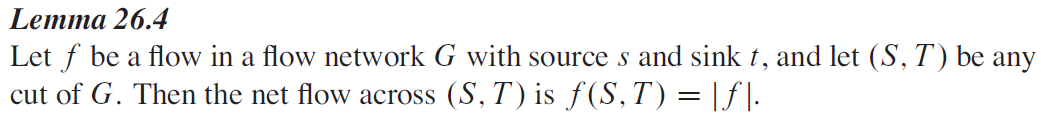 Lemma 26.4
Let f be a flow in a flow network G with source s and sink t, and let (S, T) be any
cut of G. Then the net flow across (S, T) is f(S, T) = |f|.